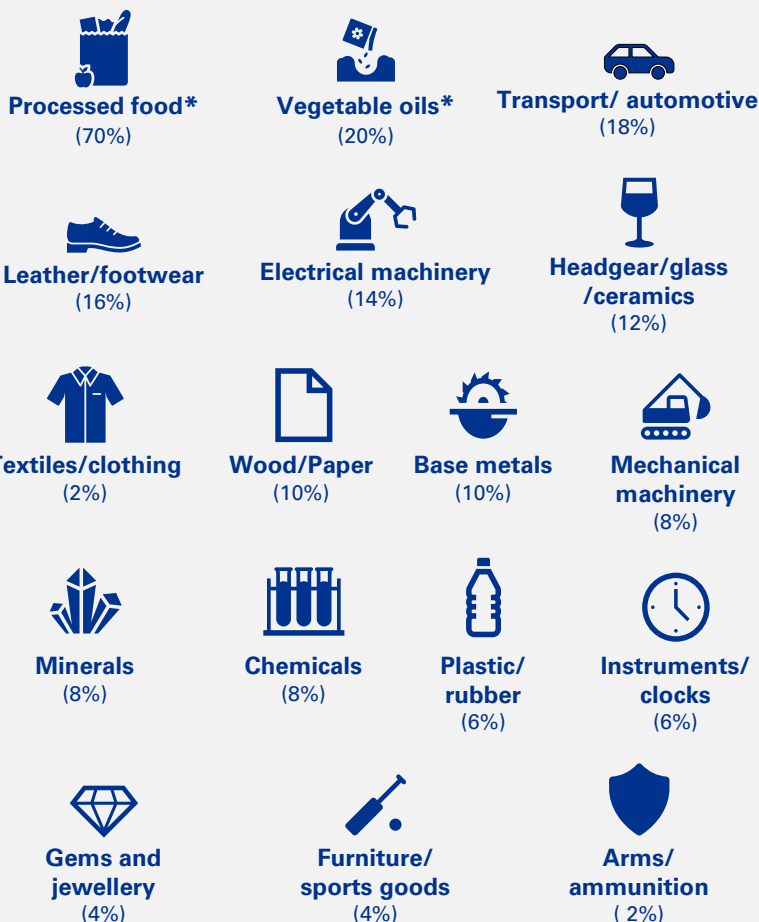 Processed food*
(70%)
Vegetable oils*
(20%)
Transport/ automotive
(18%)
Leather/footwear
(16%)
Electrical machinery
(14%)
Headgear/glass
/ceramics
(12%)
Textiles/clothing
(2%)
Wood/Paper
(10%)
Base metals
(10%)
Mechanical
machinery
(8%)
Minerals
(8%)
Chemicals
(8%)
Plastic/
rubber
(6%)
Instruments/
clocks
(6%)
Gems and
jewellery
(4%)
Furniture/
sports goods
(4%)
Arms/
ammunition
( 2%)